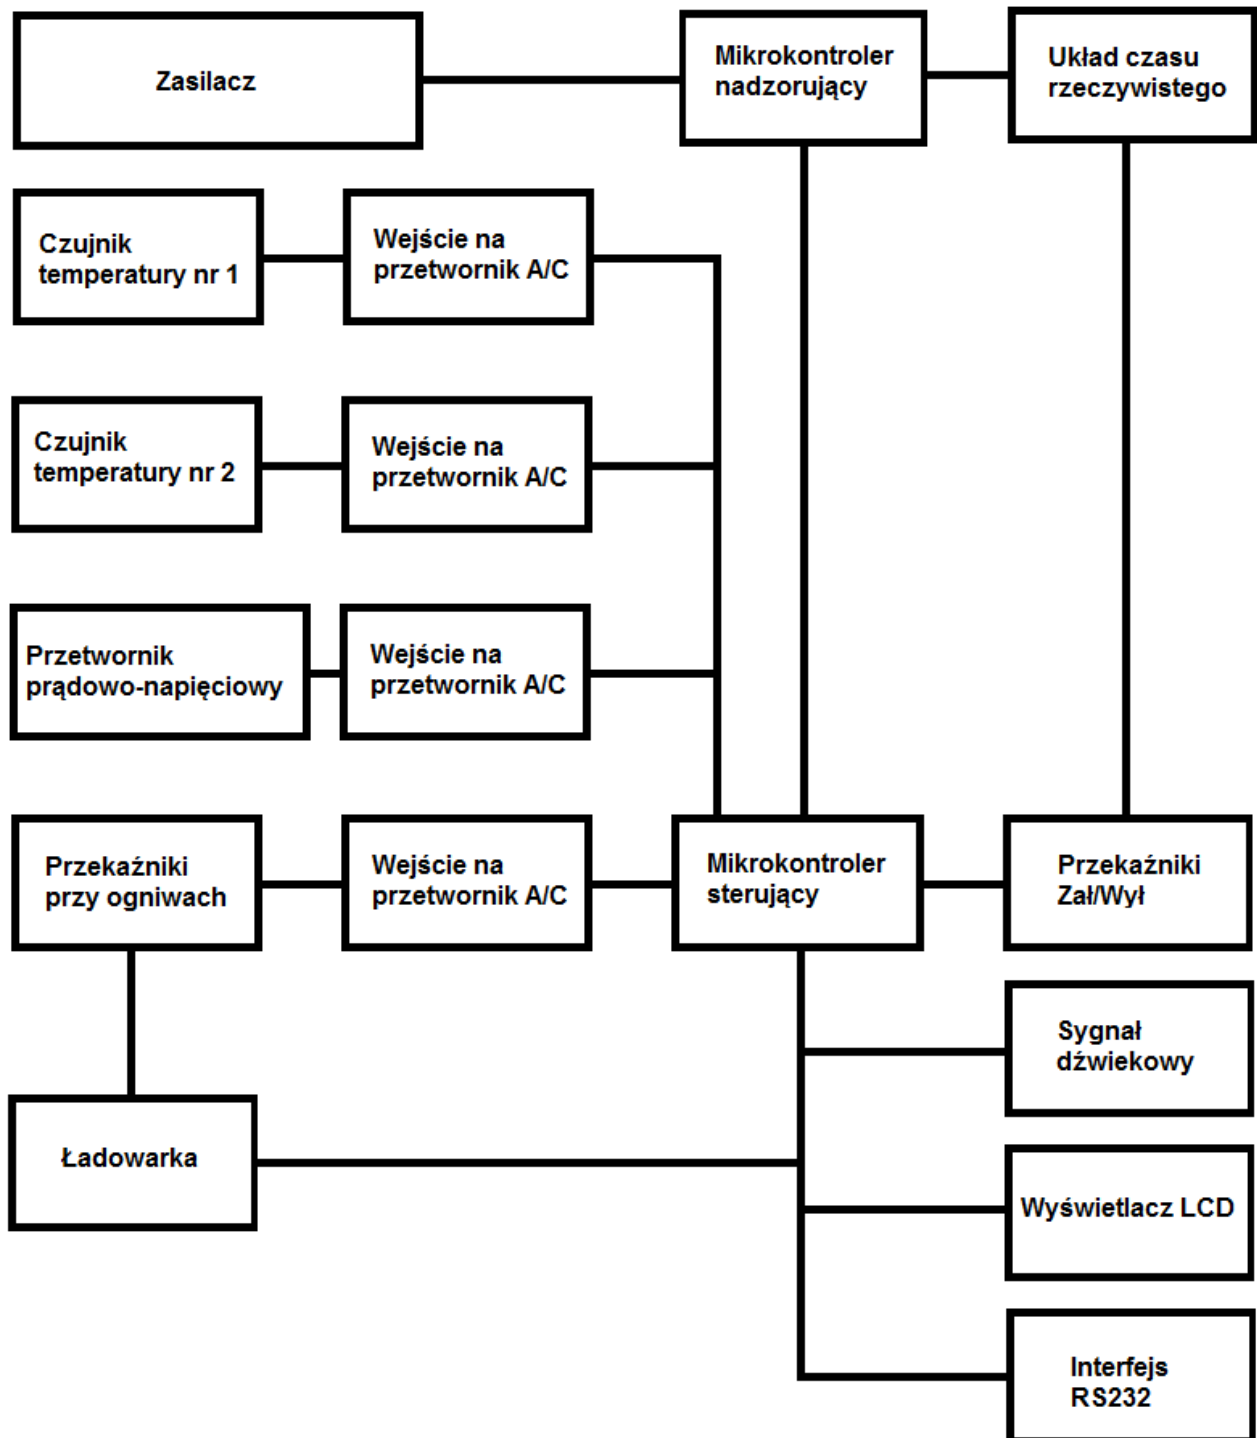 Zasilacz
Mikrokontroler
nadzorujący
Układ czasu
rzeczywistego
Czujnik
temperatury nr 1
Wejście na
przetwornik A/C
Czujnik
temperatury nr 2
Wejście na
przetwornik A/C
Przetwornik
prądowo-napięciowy
Wejście na
przetwornik A/C
Przekaźniki
przy ogniwach
Wejście na
przetwornik A/C
Mikrokontroler
sterujący
Przekaźniki
Zał/Wył
Sygnał
dźwiekowy
Ładowarka
Wyświetlacz LCD
Interfejs
RS232